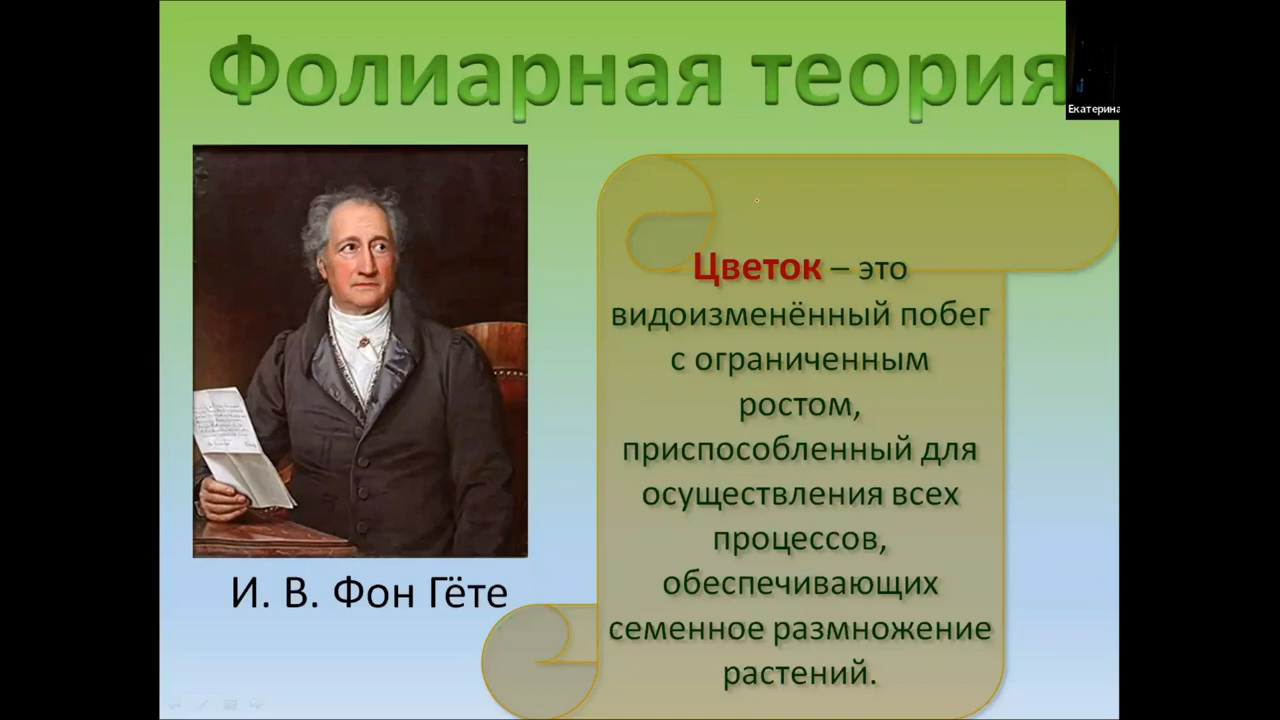 Фолиарная теория
Екатерина
Цветок – это
видоизменённый побег
с ограниченным
ростом,
приспособленный для
осуществления всех
процессов,
обеспечивающих
семенное размножение
растений.
И. В. Фон Гёте